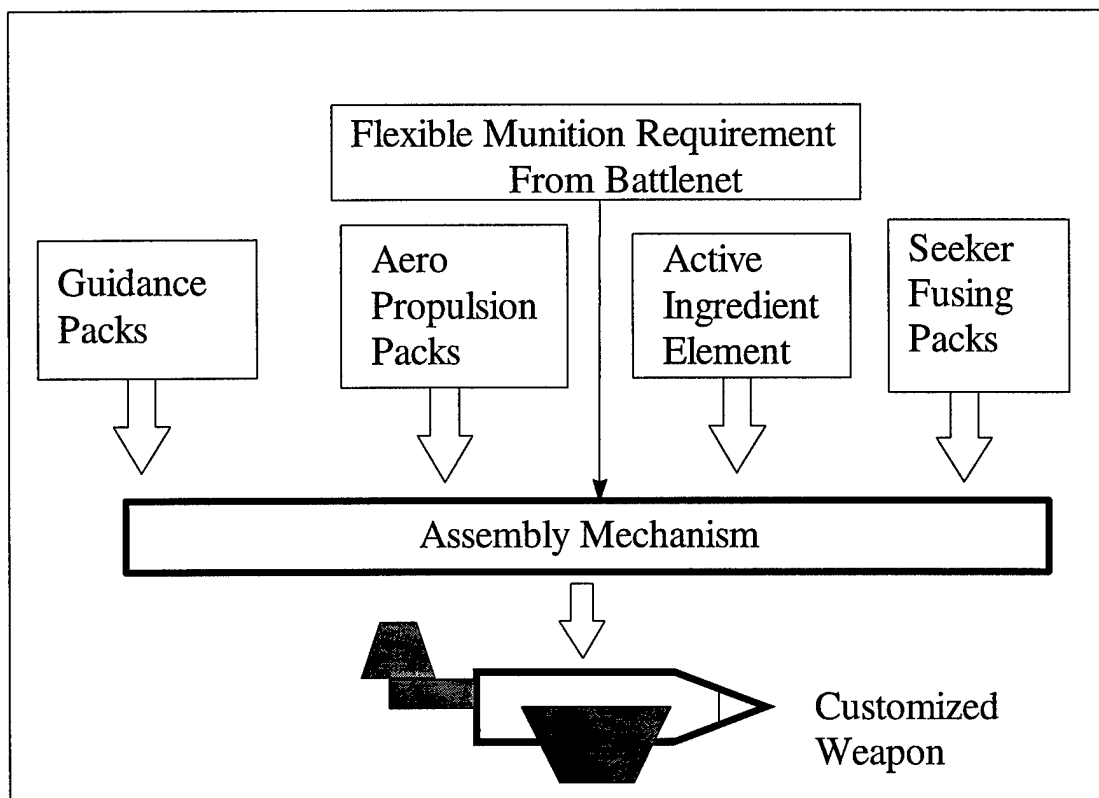 Flexible Munition Requirement
From Battlenet
Guidance
Packs
Aero
Propulsion
Packs
Active
Ingredient
Element
Seeker
Fusing
Packs
Assembly Mechanism
Customized
Weapon